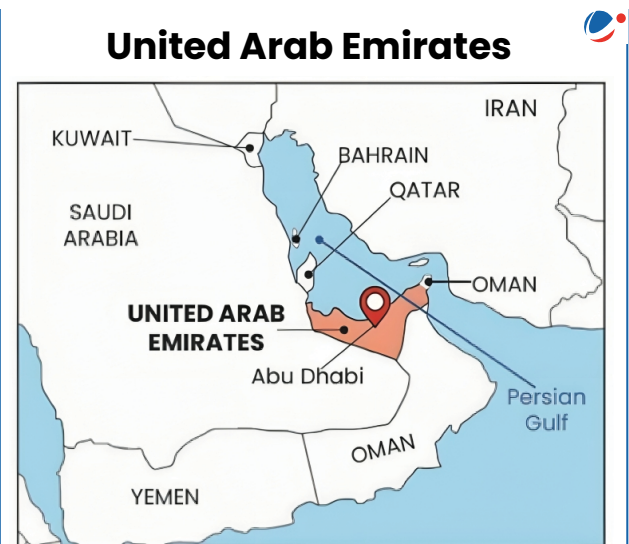 United Arab Emirates
IRAN
KUWAIT
BAHRAIN
QATAR
SAUDI
ARABIA
OMAN
UNITED ARAB
EMIRATES
Abu Dhabi
Persian
Gulf
OMAN
YEMEN